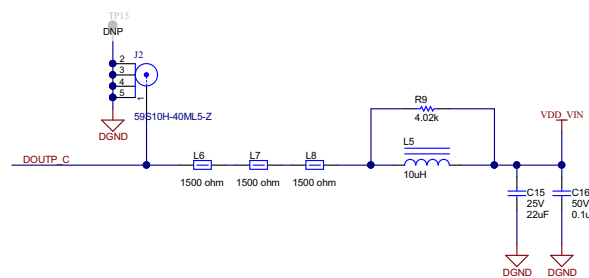 TP15
DNP
J2
2
3
4
5
1
59S10H-40ML5-Z
DGND
R9
4.02k
VDD_VIN
DOUTP_C
L6
L7
L8
L5
1500 ohm
1500 ohm
1500 ohm
10uH
C15
25V
22uF
C16
50V
0.1u
DGND
DGND